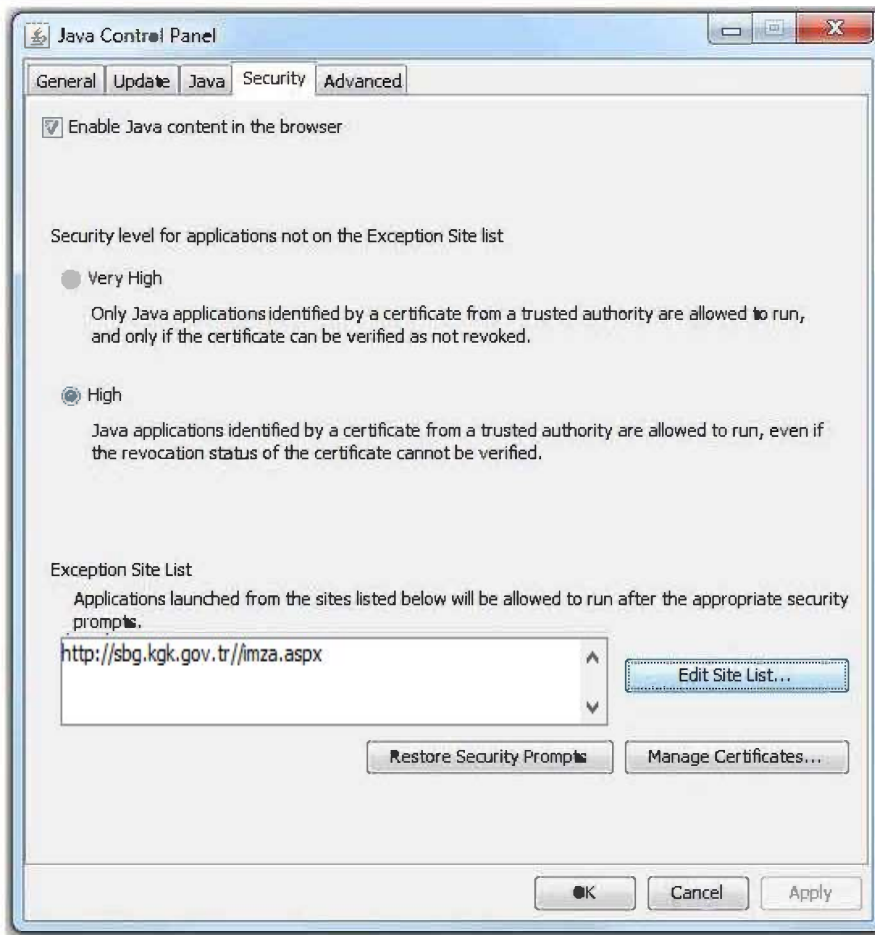 Java Control Panel
General Update Java Security Advanced
Enable Java content in the browser
Security level for applications not on the Exception Site list
Very High
Only Java applications identified by a certificate from a trusted authority are allowed to run,
and only if the certificate can be verified as not revoked.
High
Java applications identified by a certificate from a trusted authority are allowed to run, even if
the revocation status of the certificate cannot be verified.
Exception Site List
Applications launched from the sites listed below will be allowed to run after the appropriate security
prompts.
http://sbg.kgk.gov.tr//imza.aspx
Edit Site List...
Restore Security Prompts Manage Certificates...
OK Cancel Apply